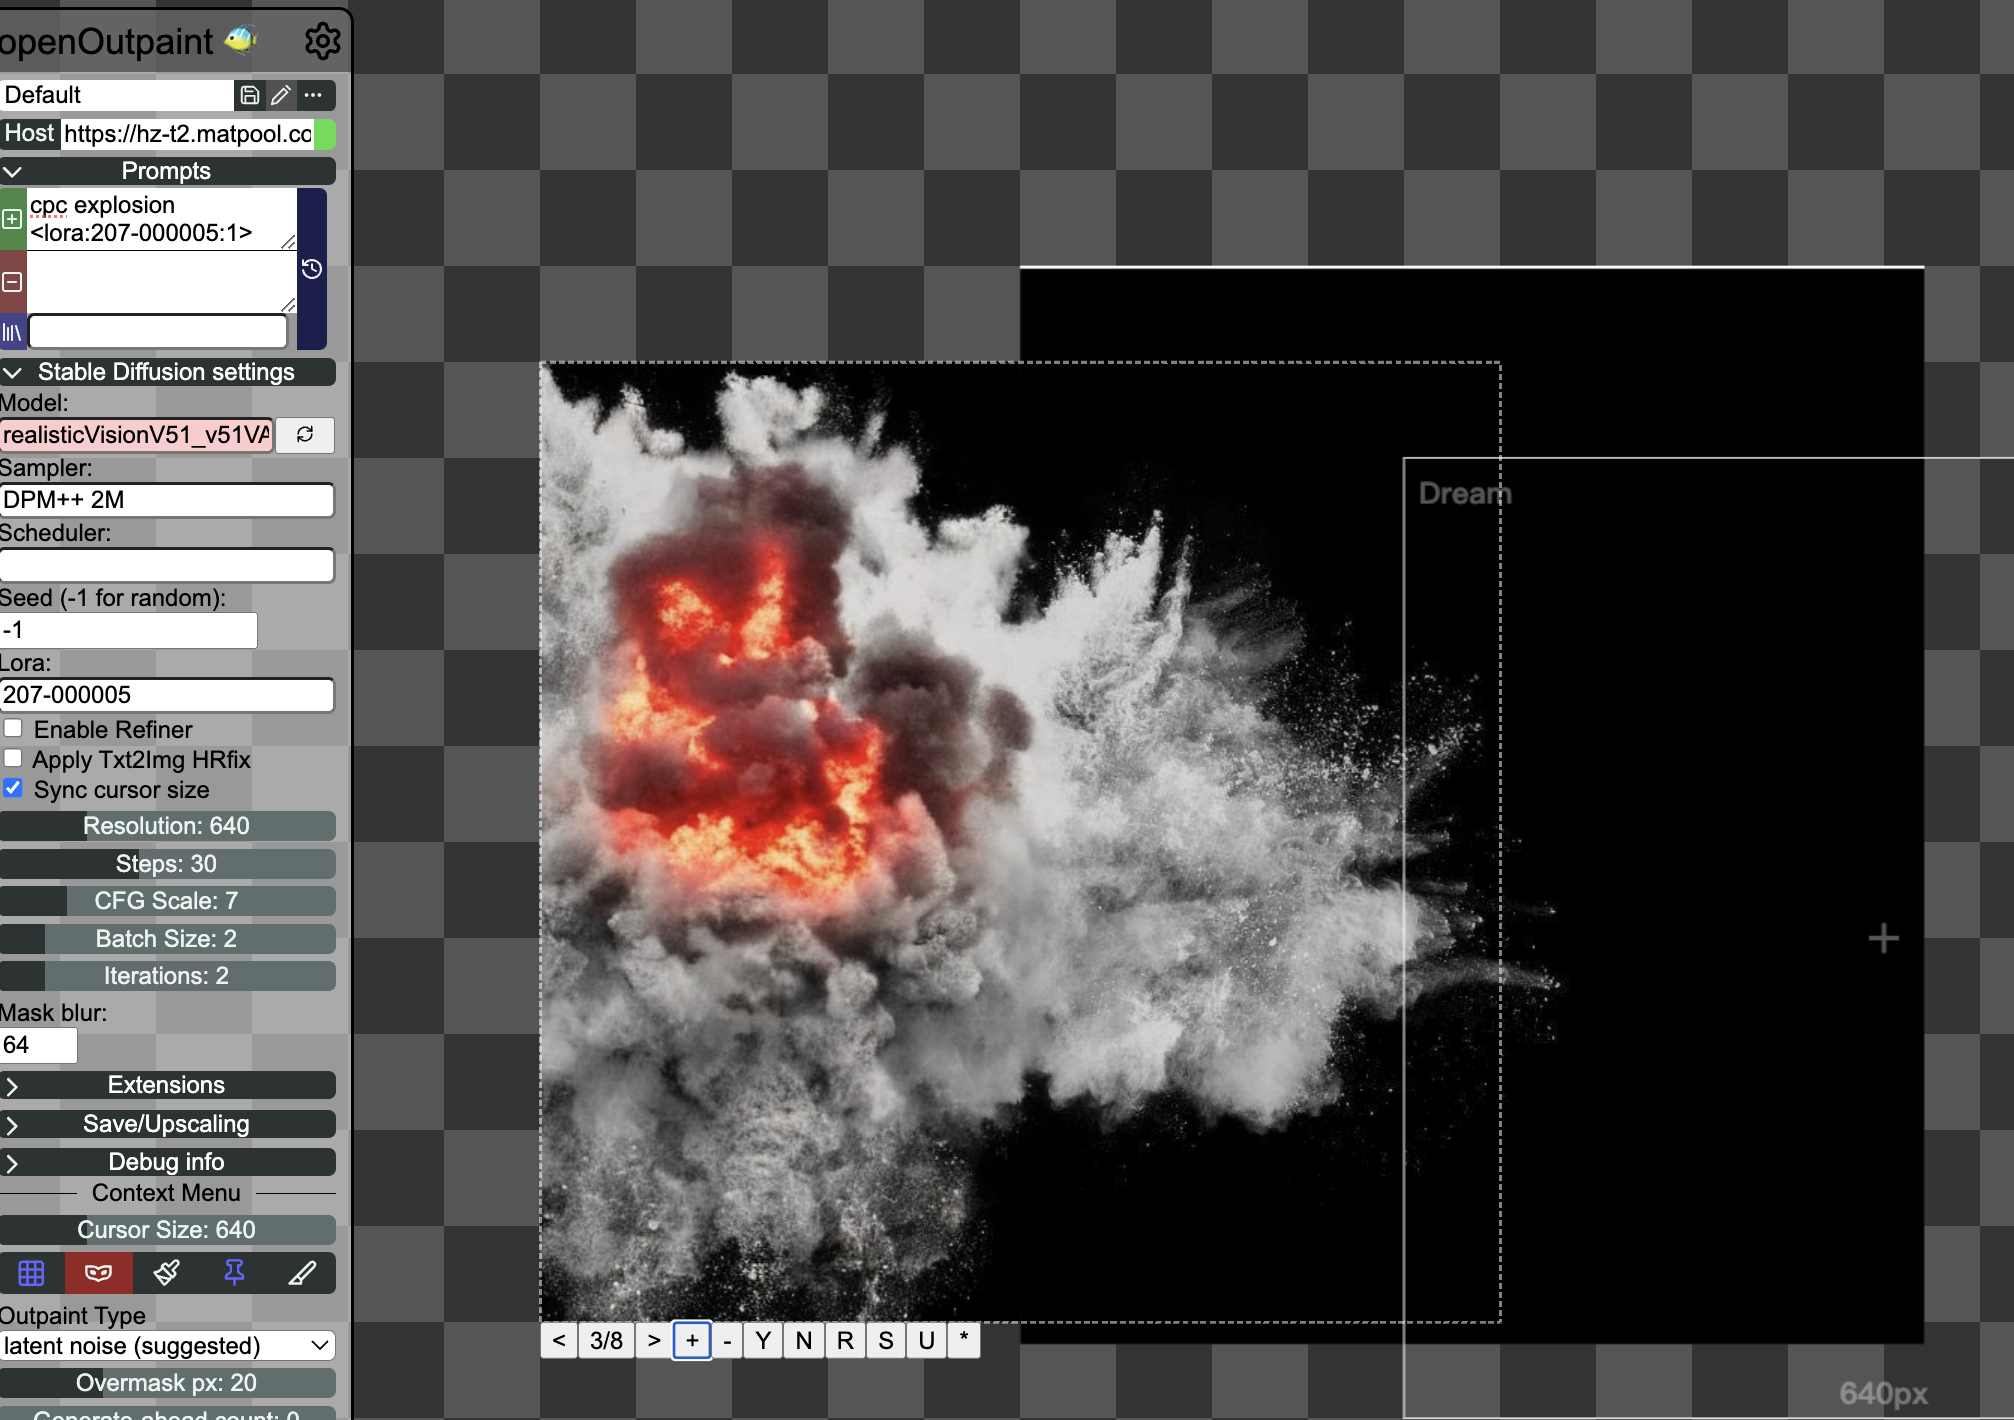 openOutpaint
Default
Host https://hz-t2.matpool.co
Prompts
cpc explosion
<lora:207-000005:1>
Stable Diffusion settings
Model:
realisticVisionV51_v51VA
Sampler:
DPM++ 2M
Scheduler:
Seed (-1 for random):
-1
Lora:
207-000005
Enable Refiner
Apply Txt2Img HRfix
Sync cursor size
Resolution: 640
Steps: 30
CFG Scale: 7
Batch Size: 2
Iterations: 2
Mask blur:
64
Extensions
Save/Upscaling
Debug info
Context Menu
Cursor Size: 640
Outpaint Type
latent noise (suggested)
Overmask px: 20
Generate-ahead count: 0
Dream
< 3/8 > + - Y N R S U *
640px